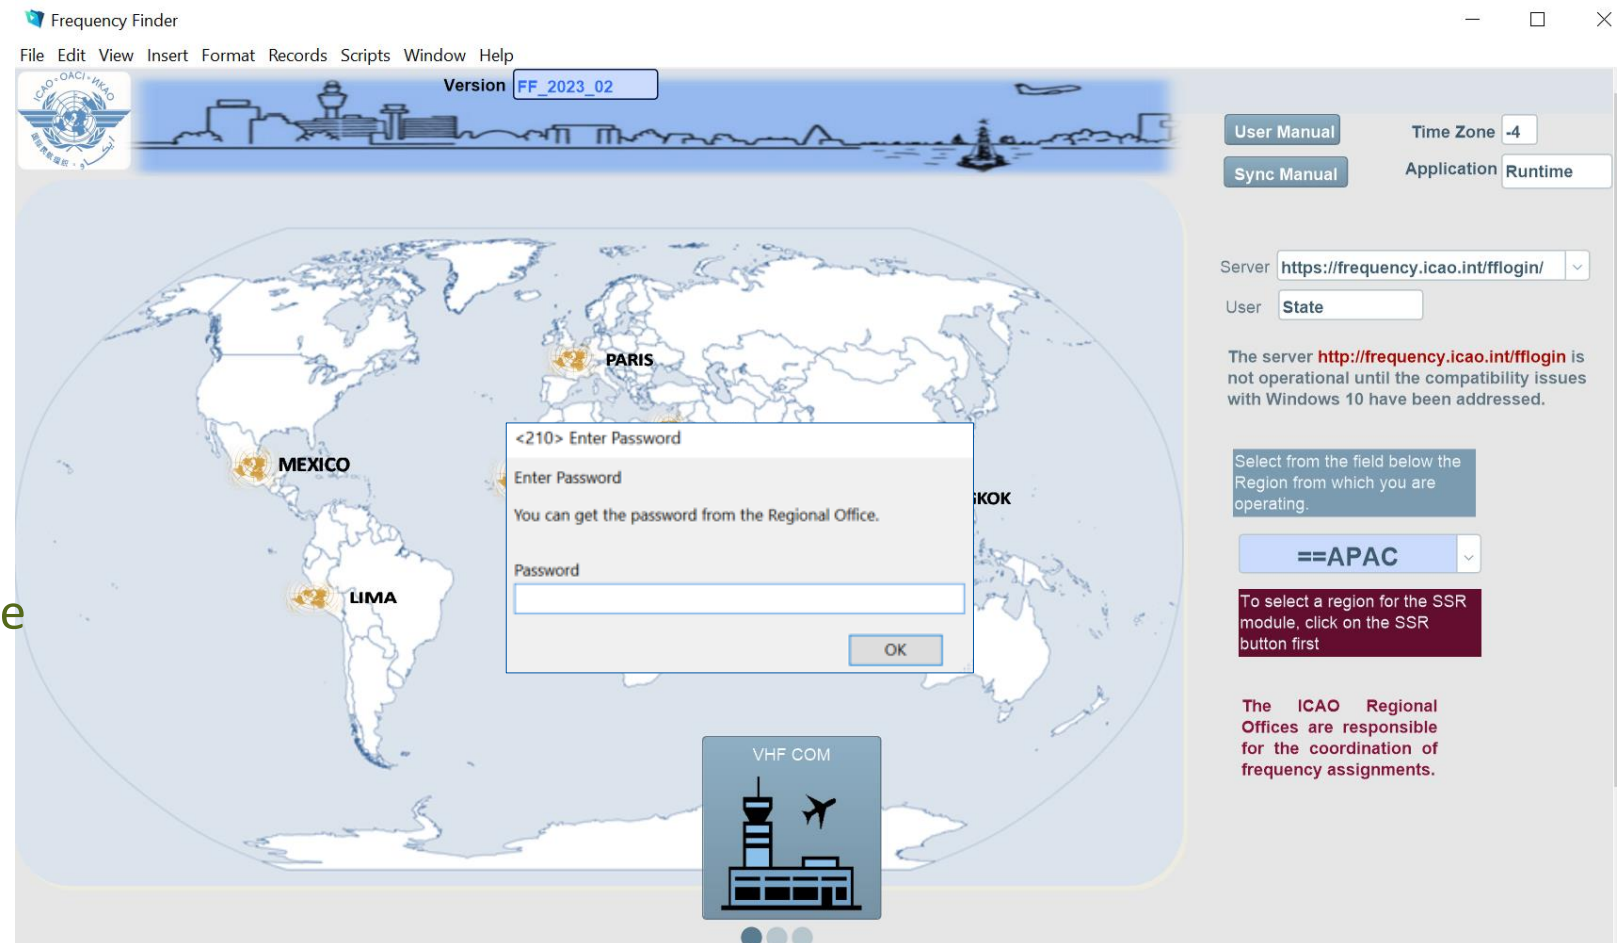 Frequency Finder
File Edit View Insert Format Records Scripts Window Help
ICAO · OACI · ИКАО
Version FF_2023_02
User Manual
Time Zone -4
Sync Manual
Application Runtime
Server https://frequency.icao.int/fflogin/
User State
The server http://frequency.icao.int/fflogin is
not operational until the compatibility issues
with Windows 10 have been addressed.
PARIS
MEXICO
LIMA
KOK
<210> Enter Password
Enter Password
You can get the password from the Regional Office.
Password
OK
Select from the field below the
Region from which you are
operating.
==APAC
To select a region for the SSR
module, click on the SSR
button first
The ICAO Regional
Offices are responsible
for the coordination of
frequency assignments.
e
VHF COM